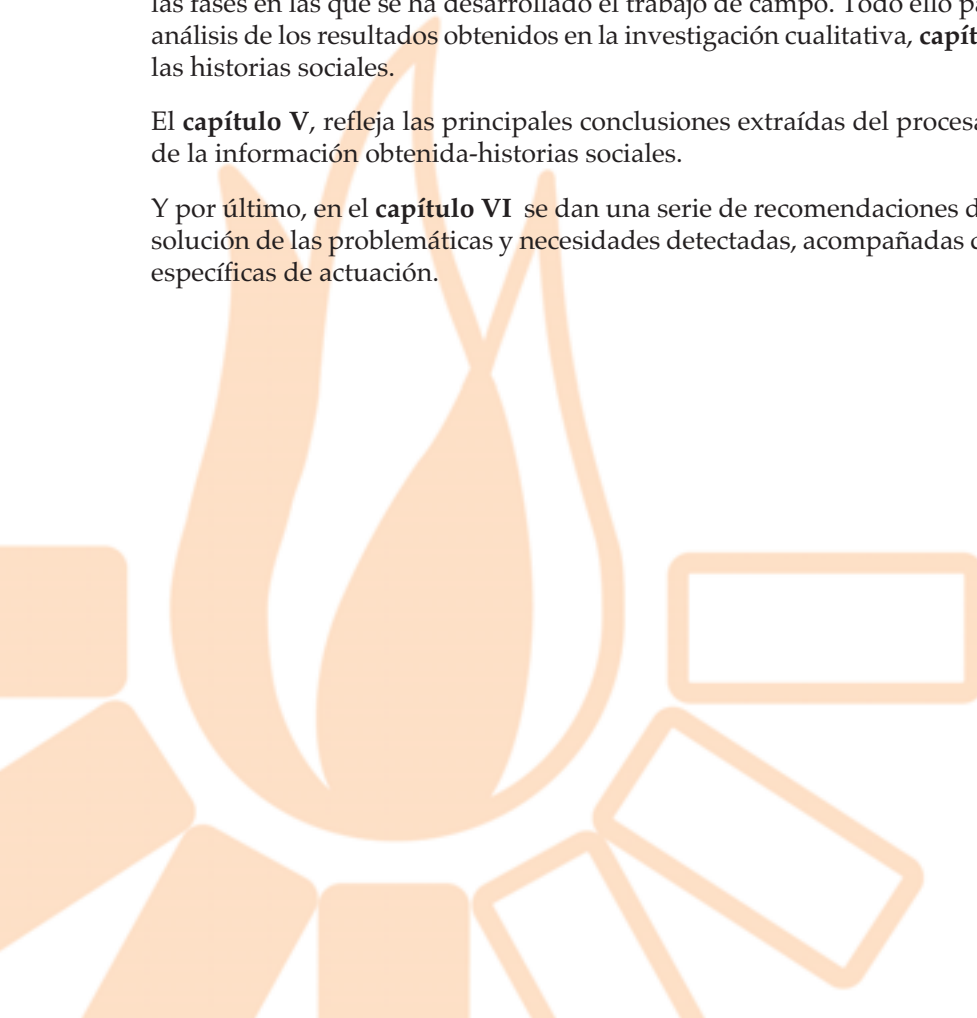 las fases en las que se ha desarrollado el trabajo de campo. Todo ello
análisis de los resultados obtenidos en la investigación cualitativa,
las historias sociales.
El capítulo V, refleja las principales conclusiones extraídas del
de la información obtenida-historias sociales.
Y por último, en el capítulo VI se dan una serie de recomendaciones
solución de las problemáticas y necesidades detectadas, acompañadas
específicas de actuación.